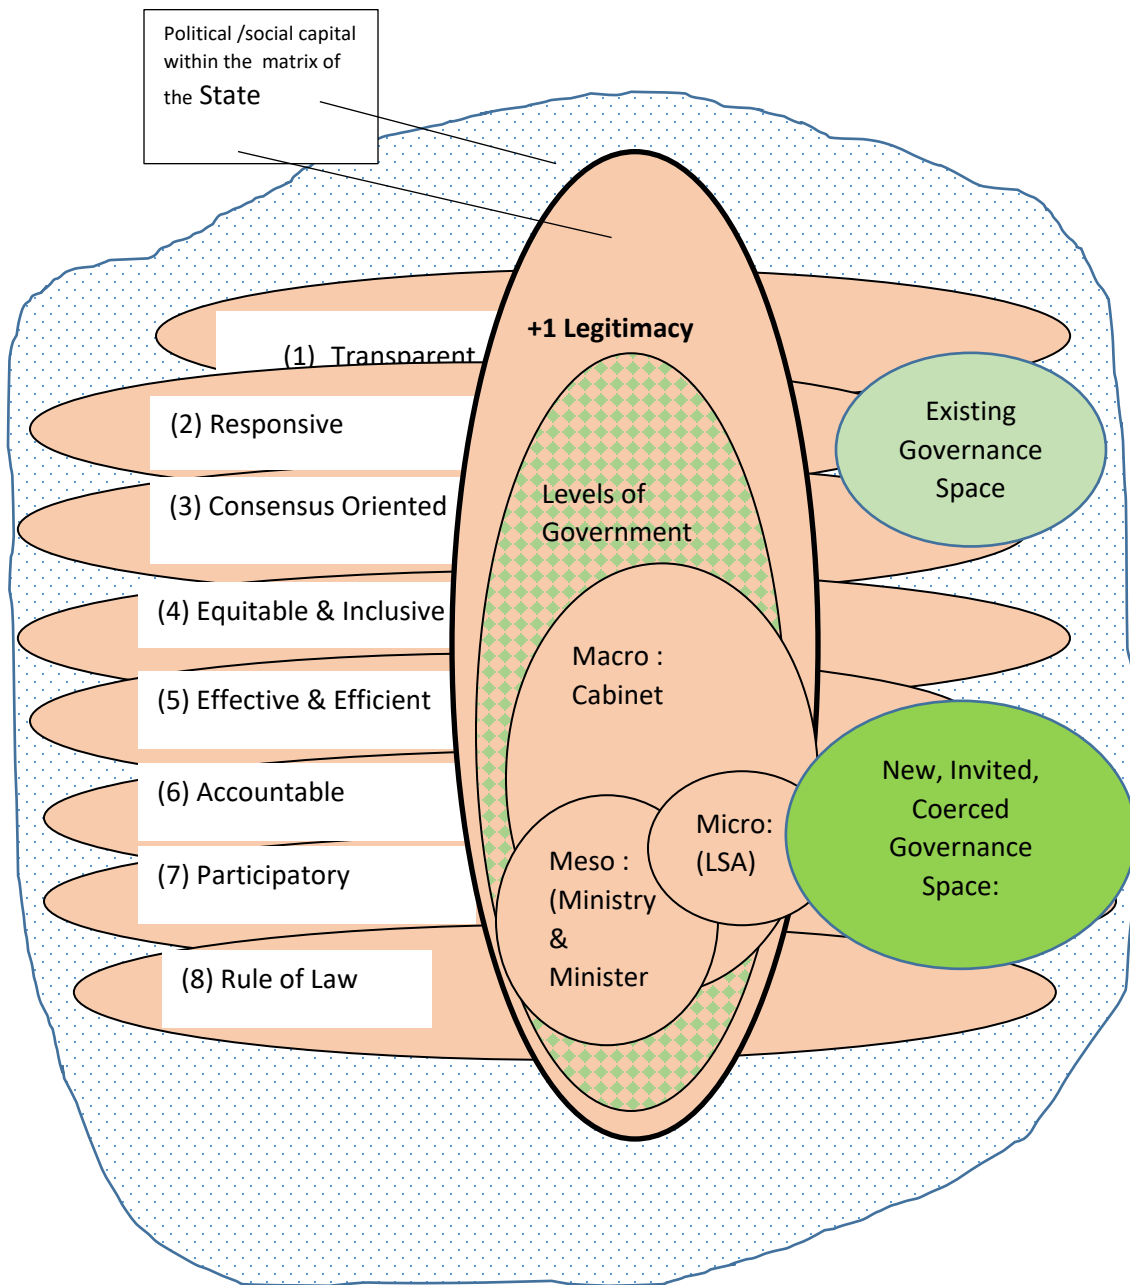 Political /social capital
within the matrix of
the State
+1 Legitimacy
(1) Transparent
(2) Responsive
(3) Consensus Oriented
(4) Equitable & Inclusive
(5) Effective & Efficient
(6) Accountable
(7) Participatory
(8) Rule of Law
Levels of
Government
Macro :
Cabinet
Meso :
(Ministry
&
Minister
Micro:
(LSA)
Existing
Governance
Space
New, Invited,
Coerced
Governance
Space: